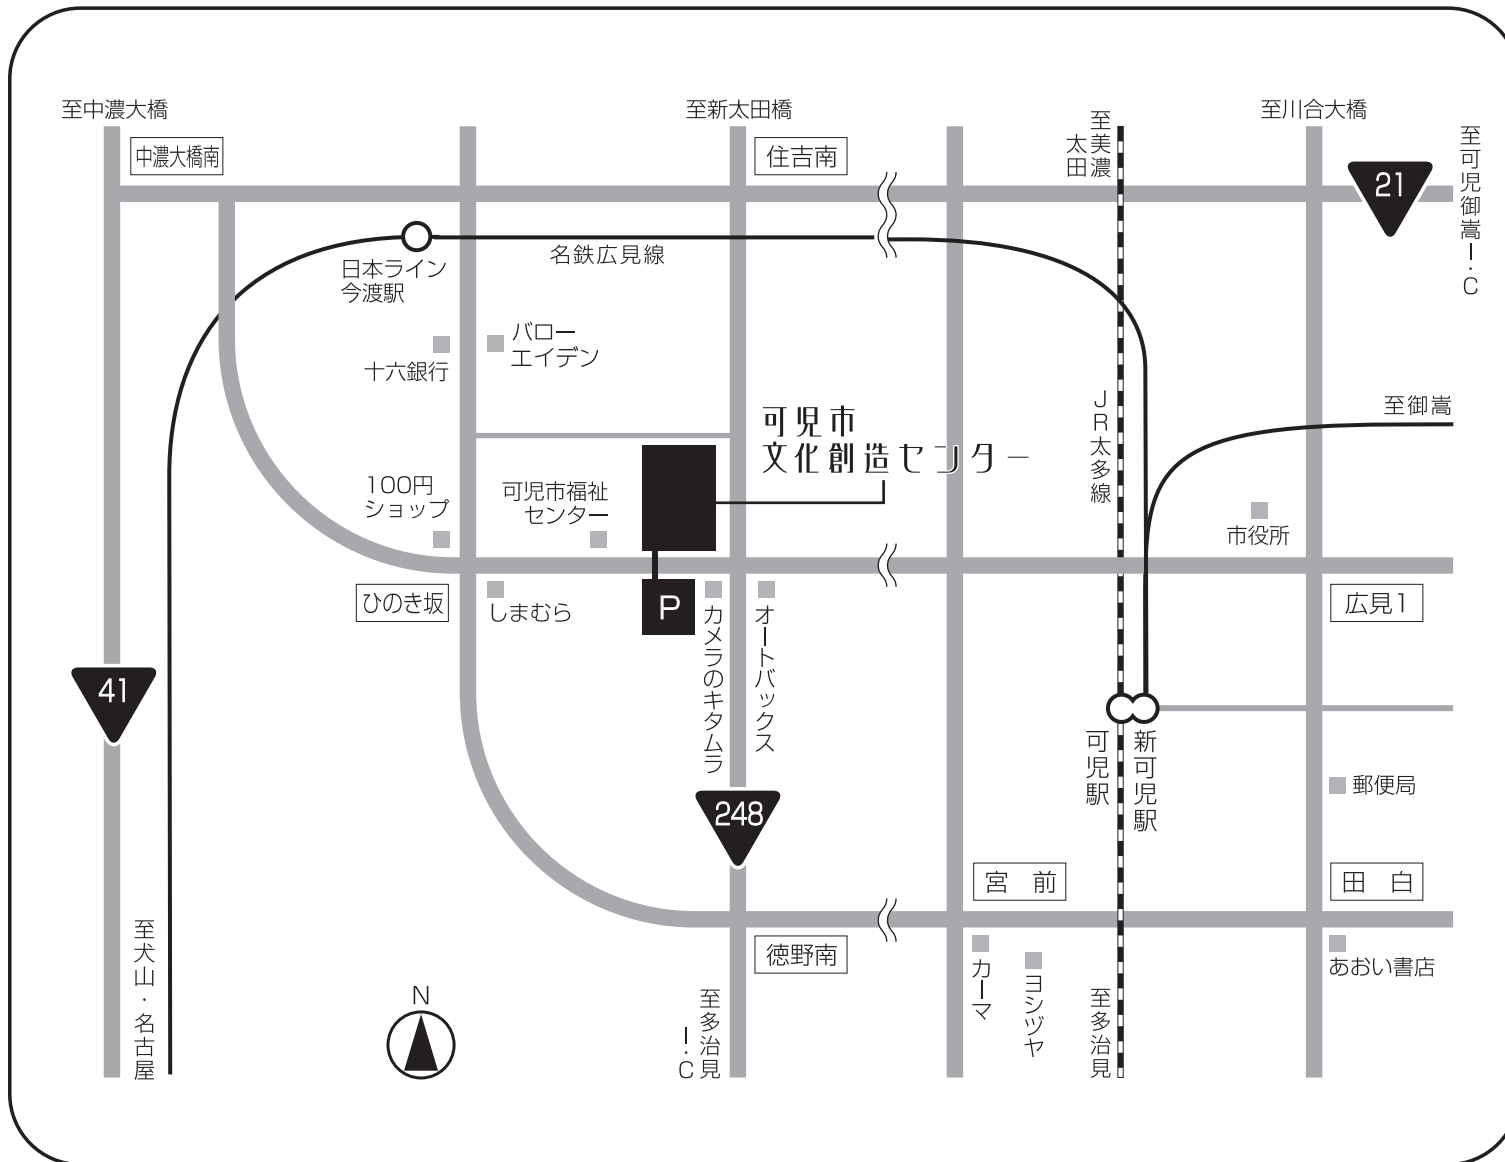 至中濃大橋
至新太田橋
至川合大橋
中濃大橋南
住吉南
至美濃
太田
21
至可児御嵩I・C
日本ライン
今渡駅
名鉄広見線
十六銀行
バロー
エイデン
可児市
文化創造センター
JR太多線
至御嵩
100円
ショップ
可児市福祉
センター
市役所
ひのき坂
しまむら
P
カメラのキタムラ
オートバックス
広見1
41
248
可児駅
新可児駅
郵便局
宮 前
田 白
徳野南
カーマ
ヨシヅヤ
あおい書店
至犬山・名古屋
N
至多治見
I・C
至多治見